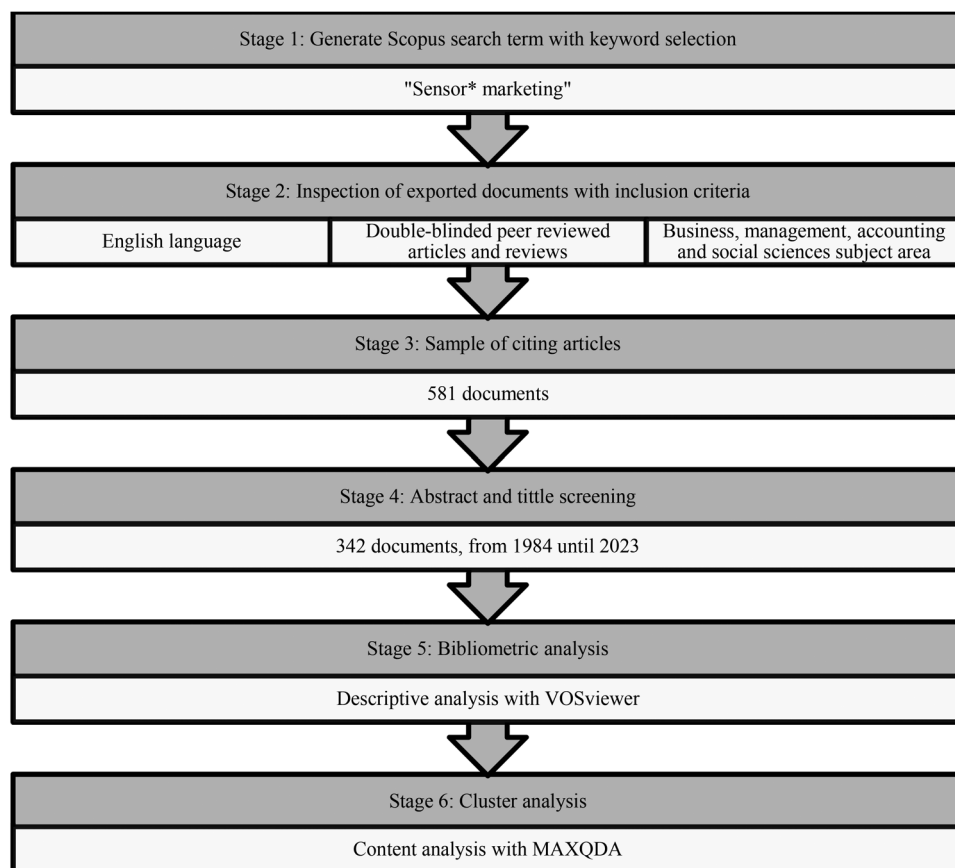 Stage 1: Generate Scopus search term with keyword selection
"Sensor* marketing"
Stage 2: Inspection of exported documents with inclusion criteria
English language
Double-blinded peer reviewed
articles and reviews
Business, management, accounting
and social sciences subject area
Stage 3: Sample of citing articles
581 documents
Stage 4: Abstract and tittle screening
342 documents, from 1984 until 2023
Stage 5: Bibliometric analysis
Descriptive analysis with VOSviewer
Stage 6: Cluster analysis
Content analysis with MAXQDA